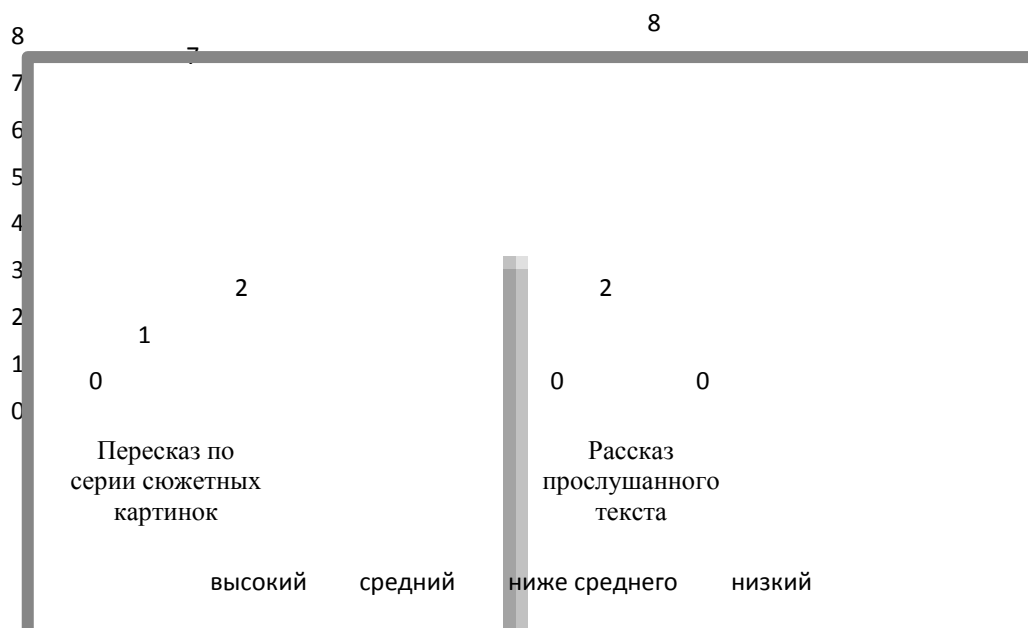 8
8
7
7
6
5
4
3
2
2
2
1
1
0
0
0
0
Пересказ по
серии сюжетных
картинок
Рассказ
прослушанного
текста
высокий средний ниже среднего низкий